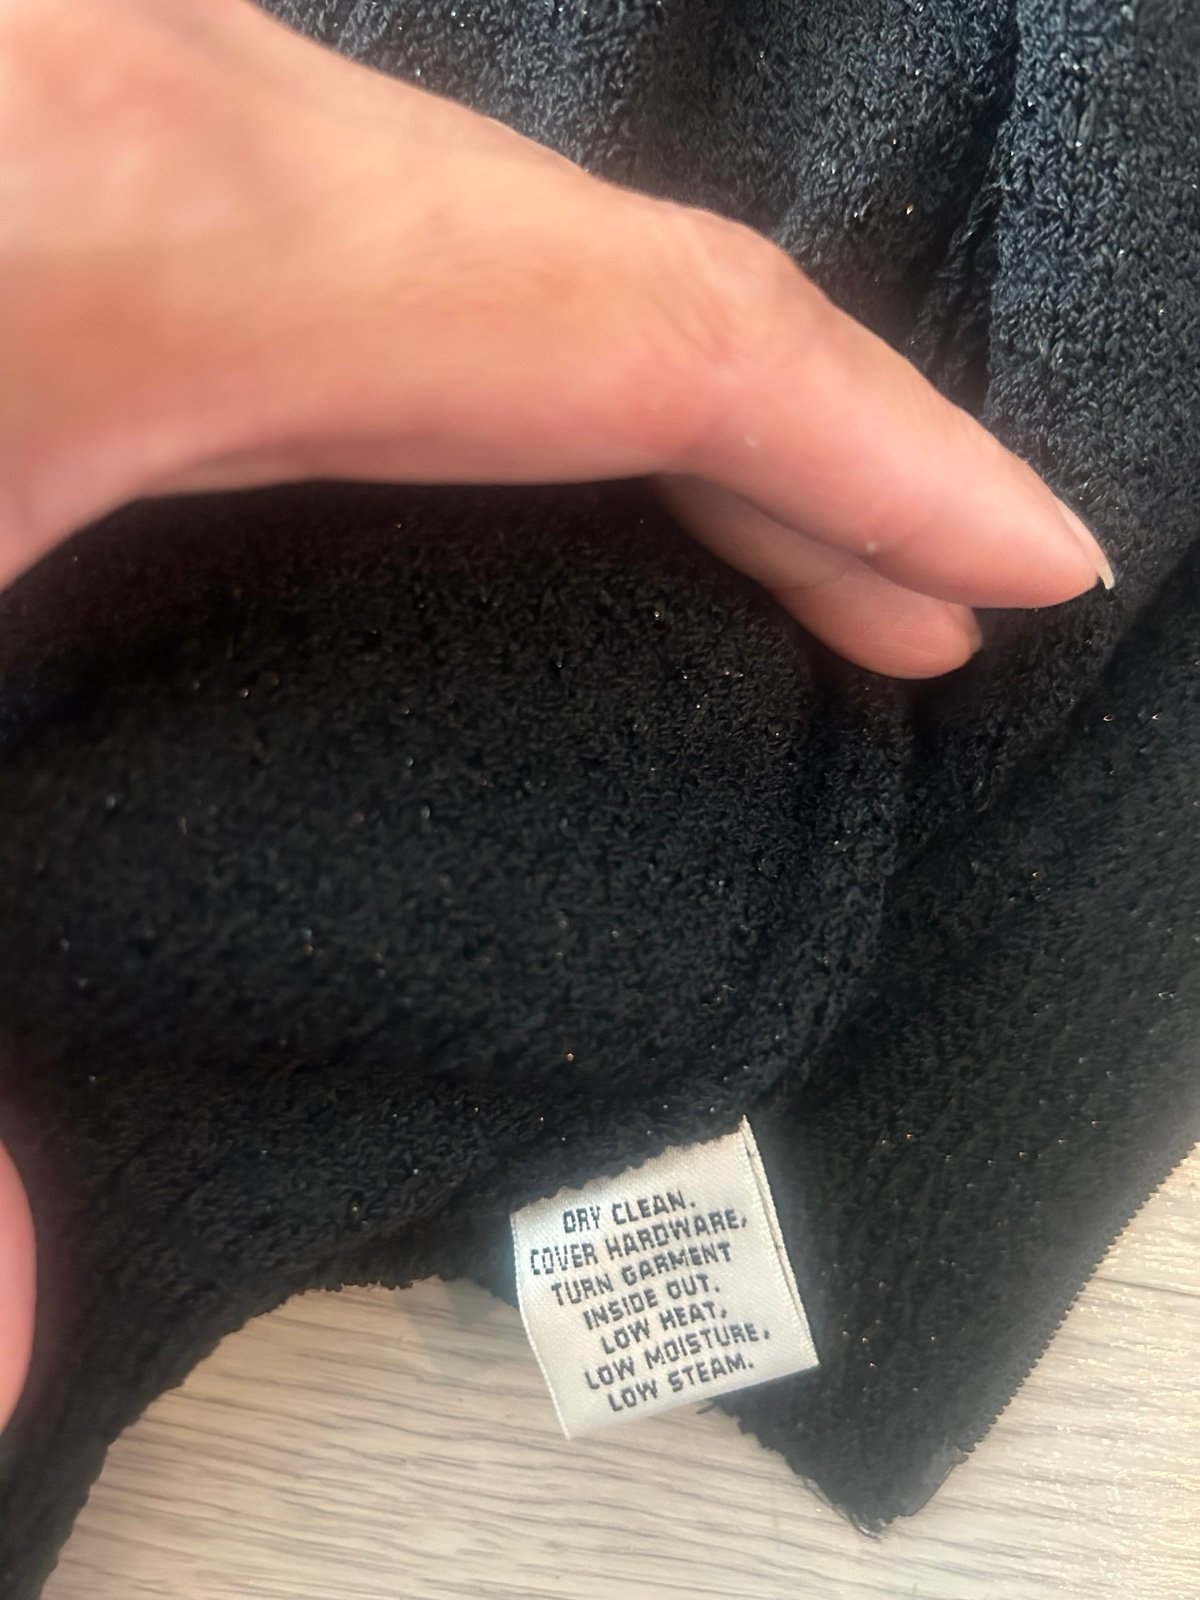 DRY CLEAN.
COVER HARDWARE,
TURN GARMENT
INSIDE OUT.
LOW HEAT,
LOW MOISTURE,
LOW STEAM.